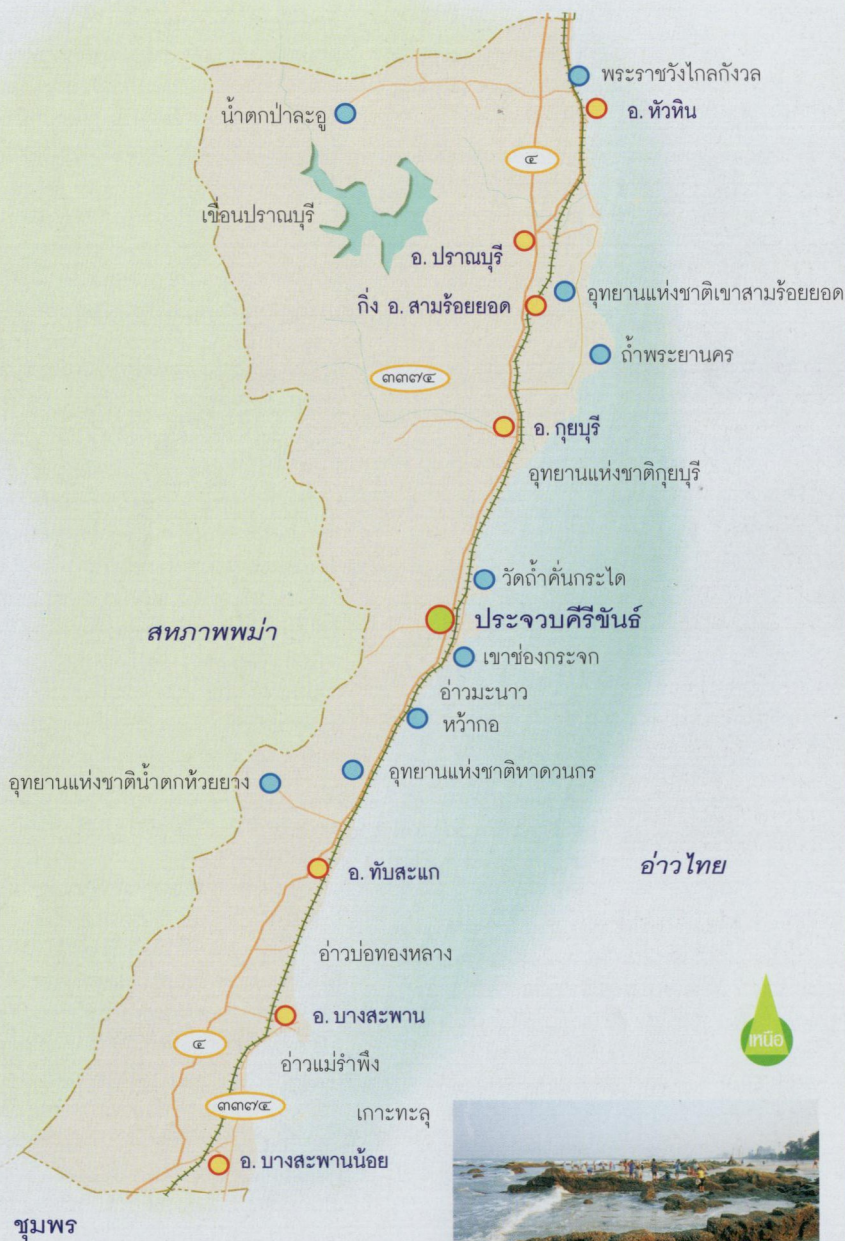 พระราชวังไกลกังวล
น้ำตกป่าละอู
อ. หัวหิน
๔
เขื่อนปราณบุรี
อ. ปราณบุรี
กิ่ง อ. สามร้อยยอด
อุทยานแห่งชาติเขาสามร้อยยอด
ถ้ำพระยานคร
๓๓๗๔
อ. กุยบุรี
อุทยานแห่งชาติกุยบุรี
วัดถ้ำคั่นกระได
ประจวบคีรีขันธ์
สหภาพพม่า
เขาช่องกระจก
อ่าวมะนาว
หว้ากอ
อุทยานแห่งชาติน้ำตกห้วยยาง
อุทยานแห่งชาติหาดวนกร
อ. ทับสะแก
อ่าวไทย
อ่าวบ่อทองหลาง
อ. บางสะพาน
๔
เหนือ
อ่าวแม่รำพึง
๓๓๗๔
เกาะทะลุ
อ. บางสะพานน้อย
ชุมพร